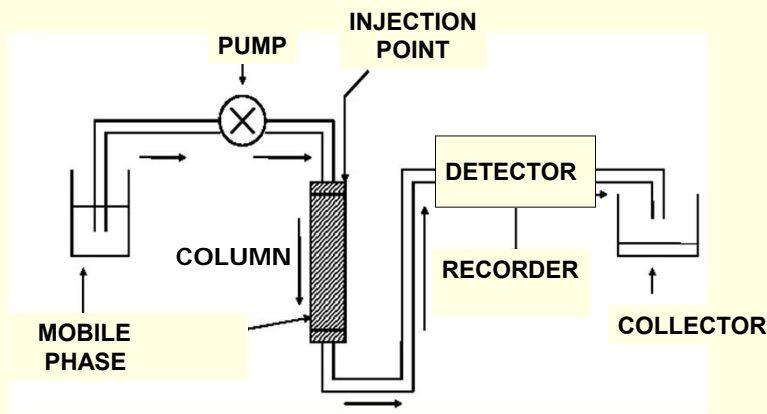 INJECTION
POINT
PUMP
DETECTOR
COLUMN
RECORDER
MOBILE
PHASE
COLLECTOR